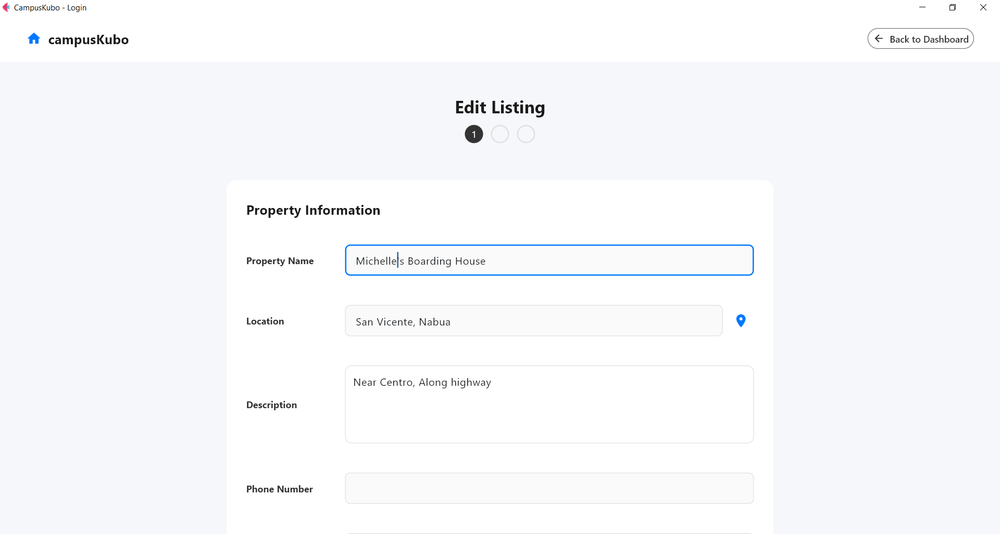 CampusKubo - Login
campusKubo
Back to Dashboard
Edit Listing
1
Property Information
Property Name
Michelle's Boarding House
Location
San Vicente, Nabua
Description
Near Centro, Along highway
Phone Number